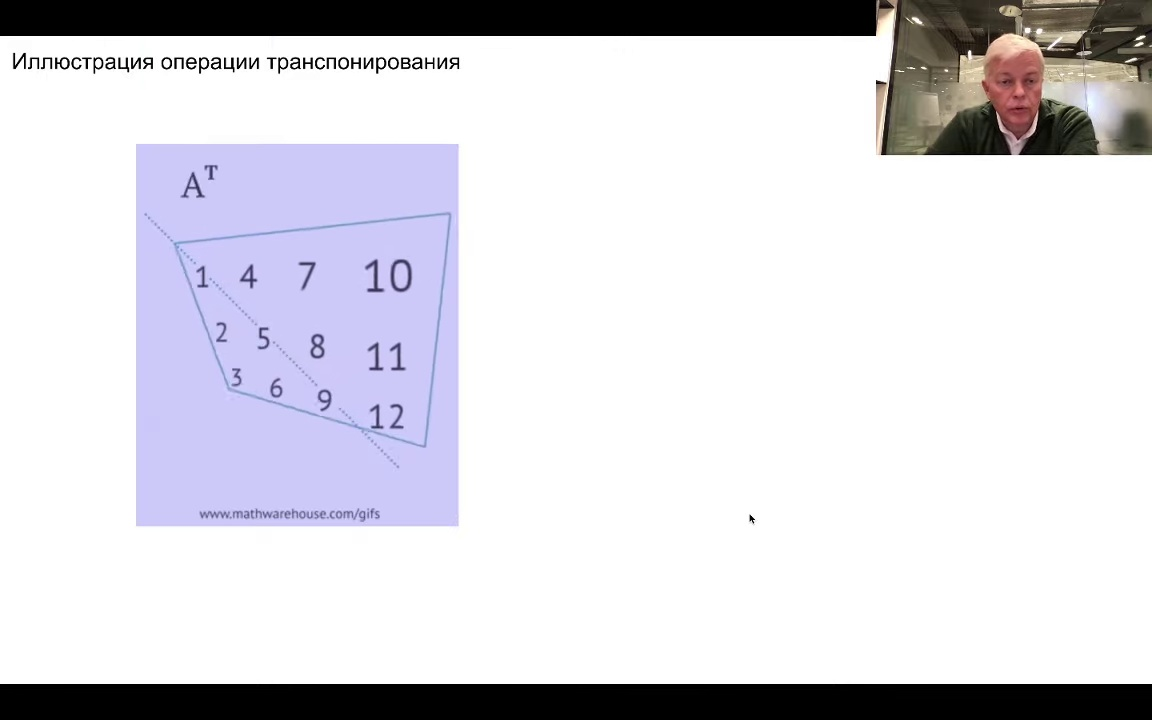 Иллюстрация операции транспонирования
Aᵀ
1 4 7 10
2 5 8 11
3 6 9 12
www.mathwarehouse.com/gifs